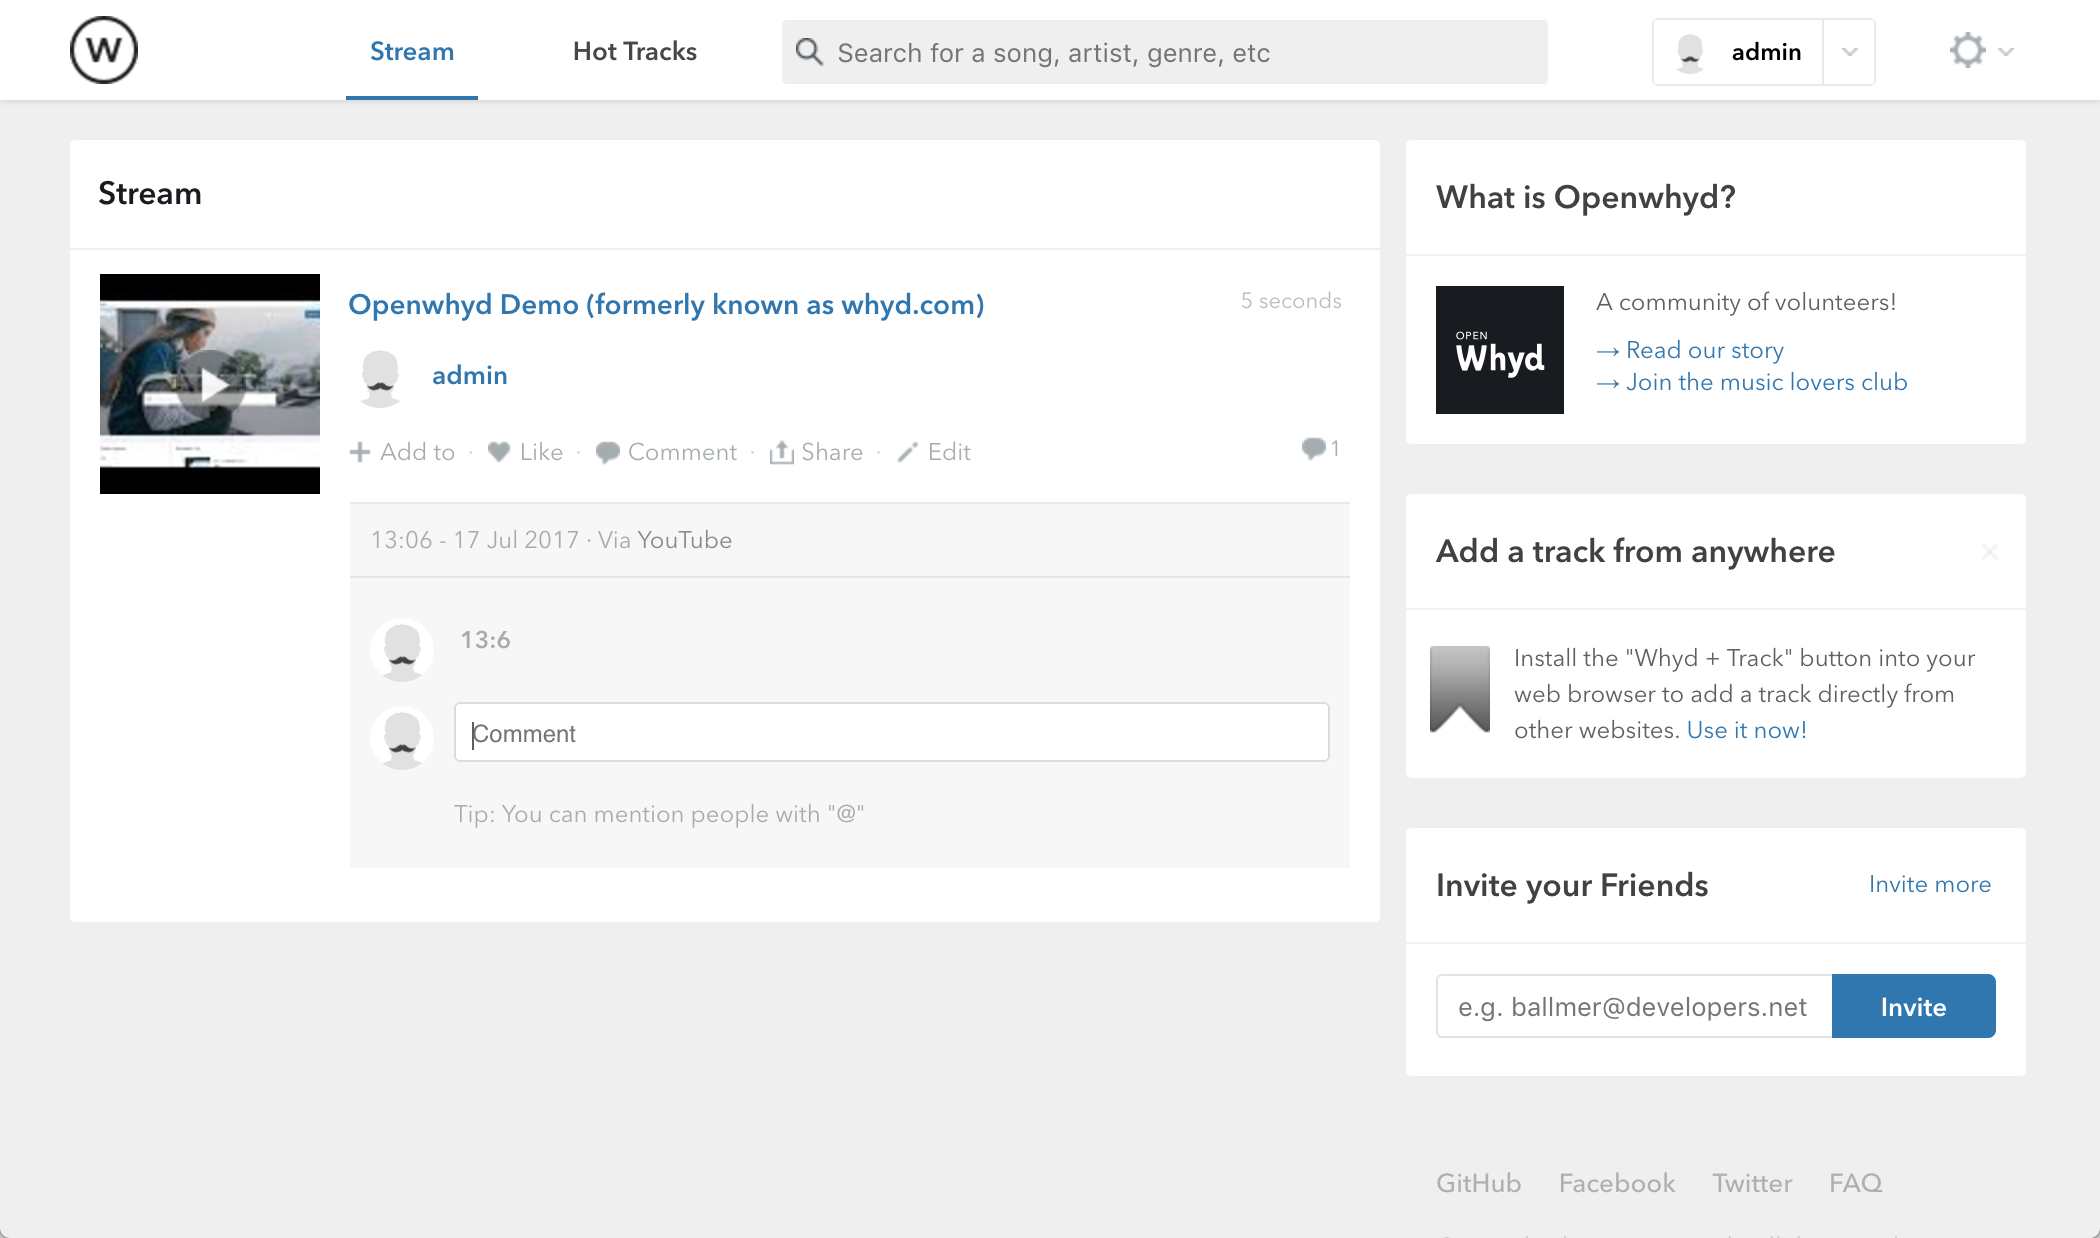 W
Stream
Hot Tracks
Search for a song, artist, genre, etc
admin
Stream
Openwhyd Demo (formerly known as whyd.com)
5 seconds
admin
Add to · Like · Comment · Share · Edit
1
13:06 - 17 Jul 2017 · Via YouTube
13:6
Comment
Tip: You can mention people with "@"
What is Openwhyd?
OPEN
Whyd
A community of volunteers!
→ Read our story
→ Join the music lovers club
Add a track from anywhere
Install the "Whyd + Track" button into your
web browser to add a track directly from
other websites. Use it now!
Invite your Friends
Invite more
e.g. ballmer@developers.net
Invite
GitHub Facebook Twitter FAQ